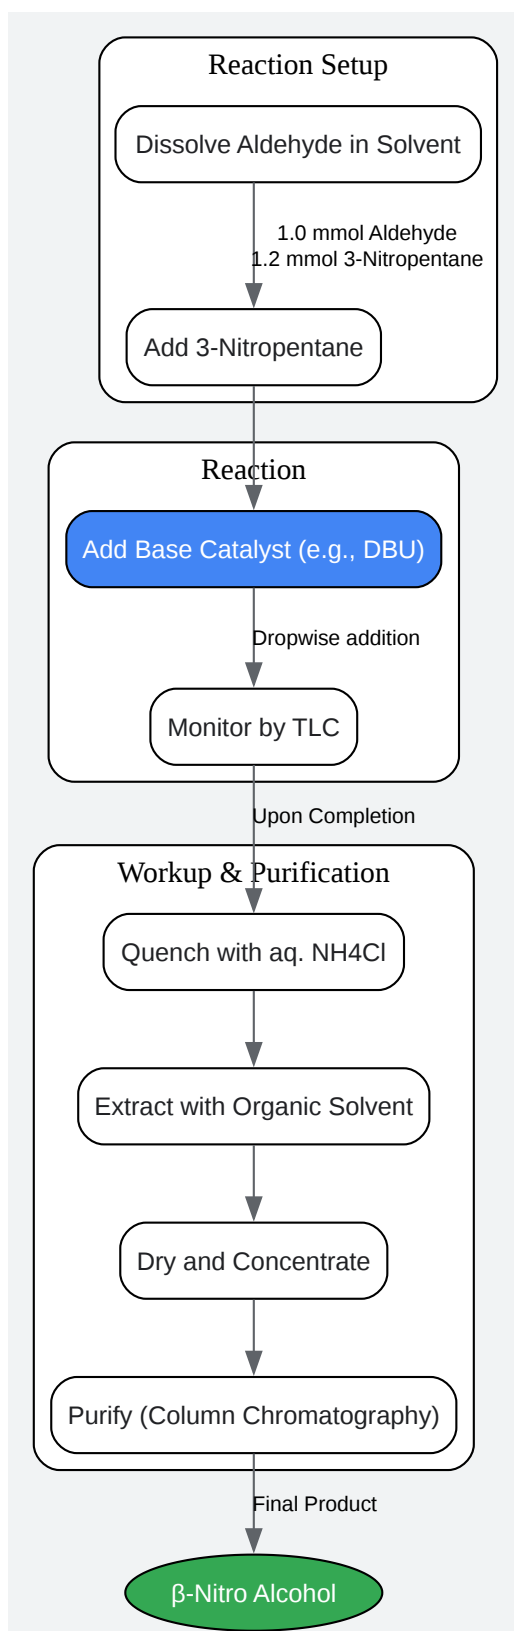 Reaction Setup
Dissolve Aldehyde in Solvent
1.0 mmol Aldehyde
1.2 mmol 3-Nitropentane
Add 3-Nitropentane
Reaction
Add Base Catalyst (e.g., DBU)
Dropwise addition
Monitor by TLC
Upon Completion
Workup & Purification
Quench with aq. NH4Cl
Extract with Organic Solvent
Dry and Concentrate
Purify (Column Chromatography)
Final Product
β-Nitro Alcohol